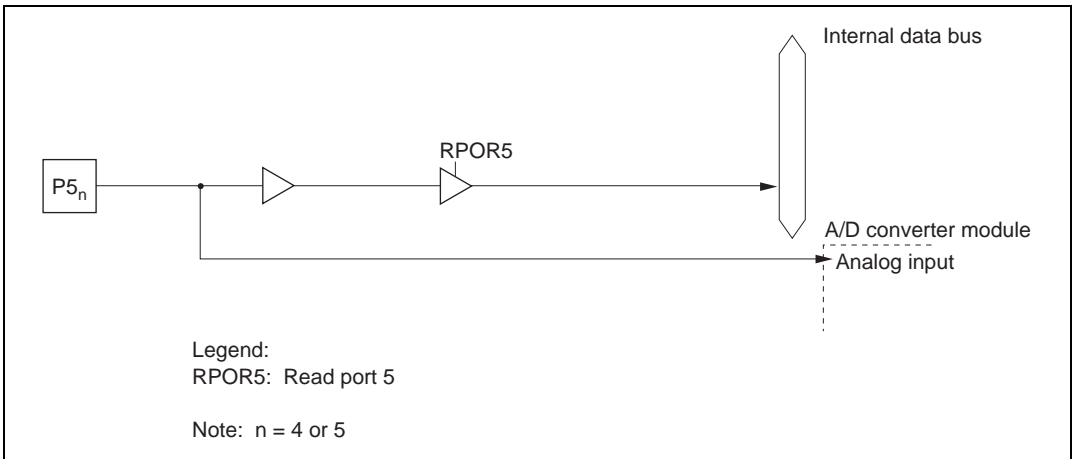 Internal data bus
RPOR5
P5n
A/D converter module
Analog input
Legend:
RPOR5: Read port 5
Note: n = 4 or 5